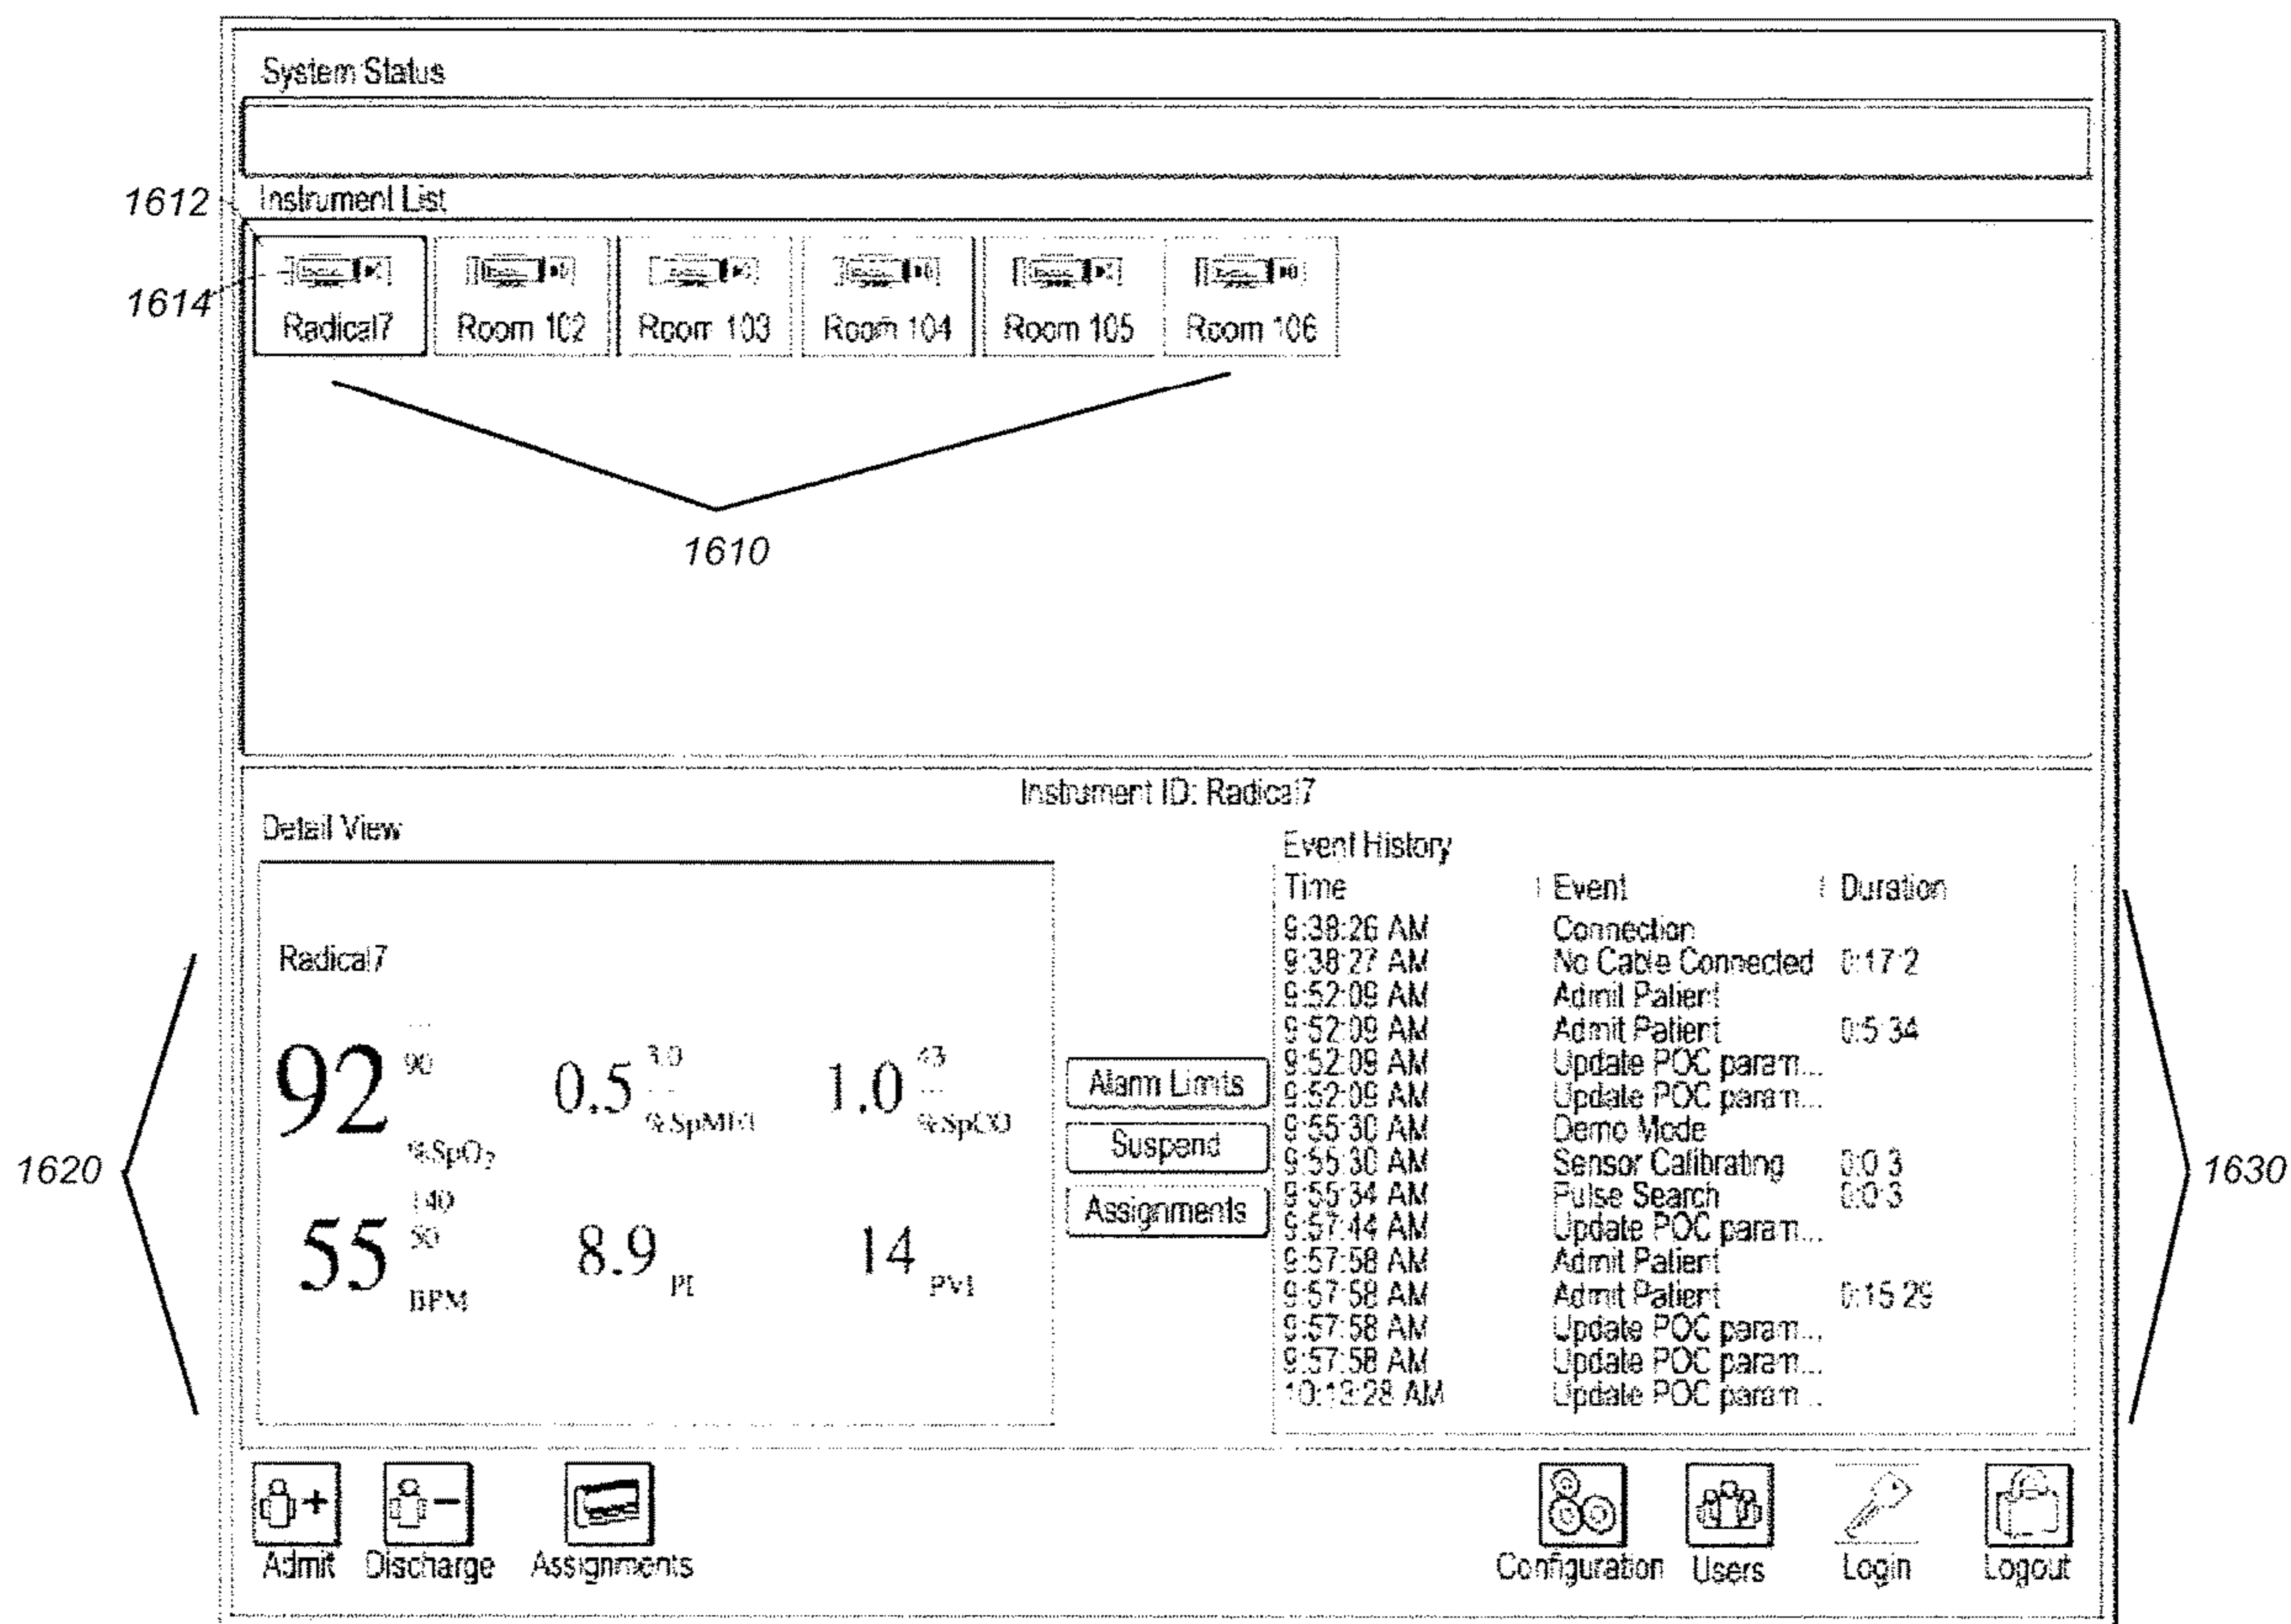 System Status
1612
Instrument List
1614
Radical7 Room 102 Room 103 Room 104 Room 105 Room 106
1610
Instrument ID: Radical7
Detail View
Event History
Time Event Duration
9:38:26 AM Connection
9:38:27 AM No Cable Connected 0:17:2
9:52:09 AM Admit Patient
9:52:09 AM Admit Patient 0:5:34
9:52:09 AM Update POC param...
9:52:09 AM Update POC param...
9:55:30 AM Demo Mode
9:55:30 AM Sensor Calibrating 0:0:3
9:55:34 AM Pulse Search 0:0:3
9:57:44 AM Update POC param...
9:57:58 AM Admit Patient
9:57:58 AM Admit Patient 0:15:29
9:57:58 AM Update POC param...
9:57:58 AM Update POC param...
10:13:28 AM Update POC param...
Radical7
92 --- 90 %SpO2
0.5 3.0 --- %SpMET
1.0 43 --- %SpCO
55 140 50 BPM
8.9 PI
14 PVI
Alarm Limits
Suspend
Assignments
1620
1630
Admit Discharge Assignments Configuration Users Login Logout